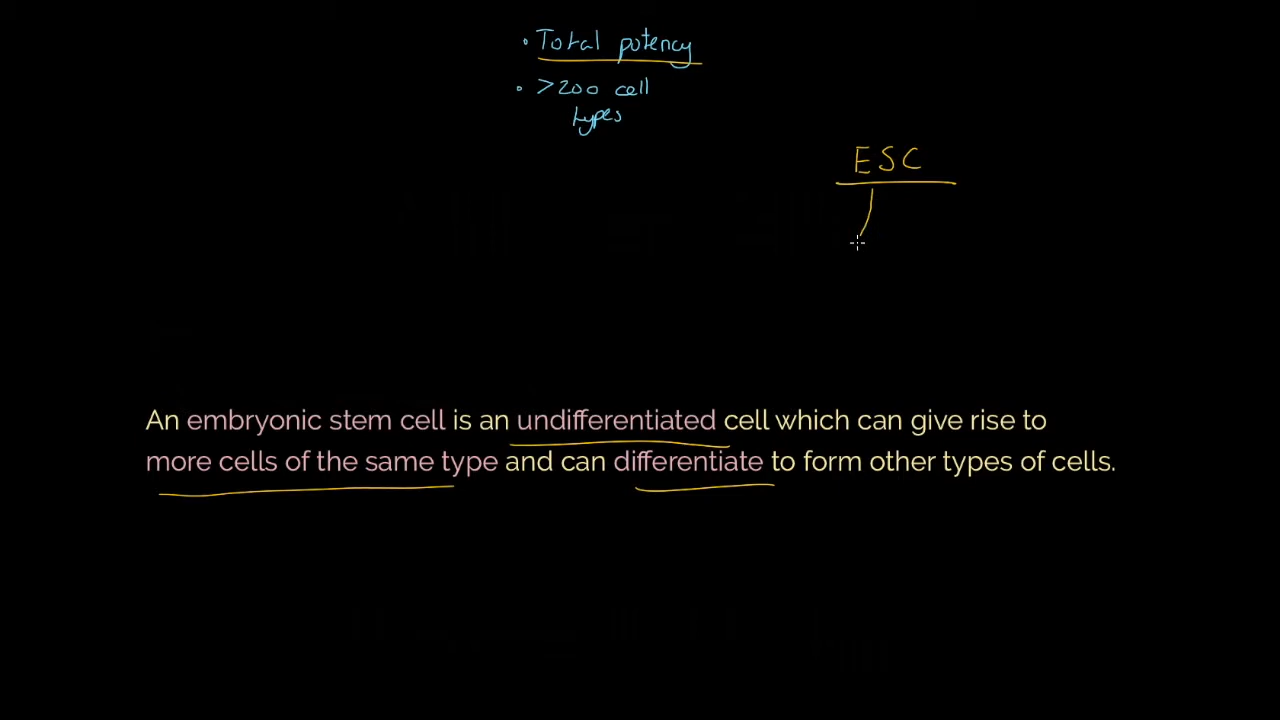 • Total potency
• >200 cell
types
ESC
An embryonic stem cell is an undifferentiated cell which can give rise to
more cells of the same type and can differentiate to form other types of cells.